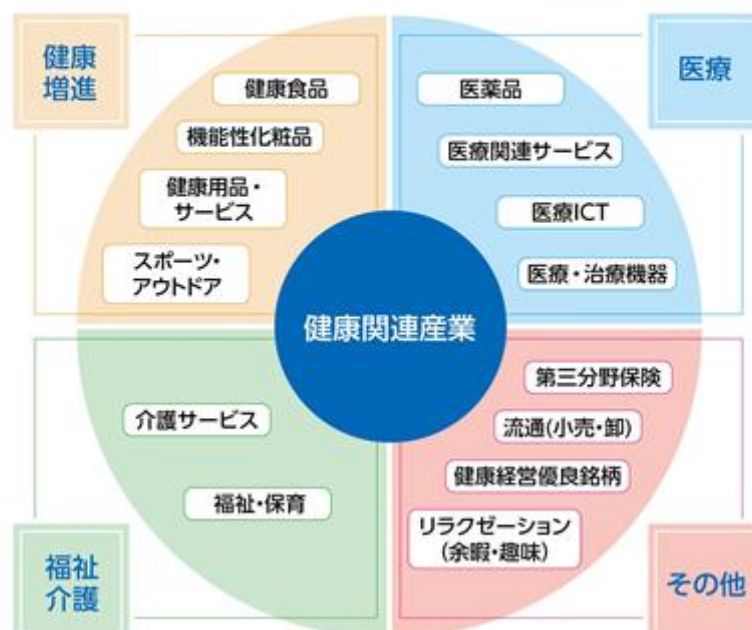 健康
増進
健康食品
機能性化粧品
健康用品・
サービス
スポーツ・
アウトドア
医療
医薬品
医療関連サービス
医療ICT
医療・治療機器
健康関連産業
介護サービス
福祉・保育
福祉
介護
第三分野保険
流通(小売・卸)
健康経営優良銘柄
リラクゼーション
(余暇・趣味)
その他